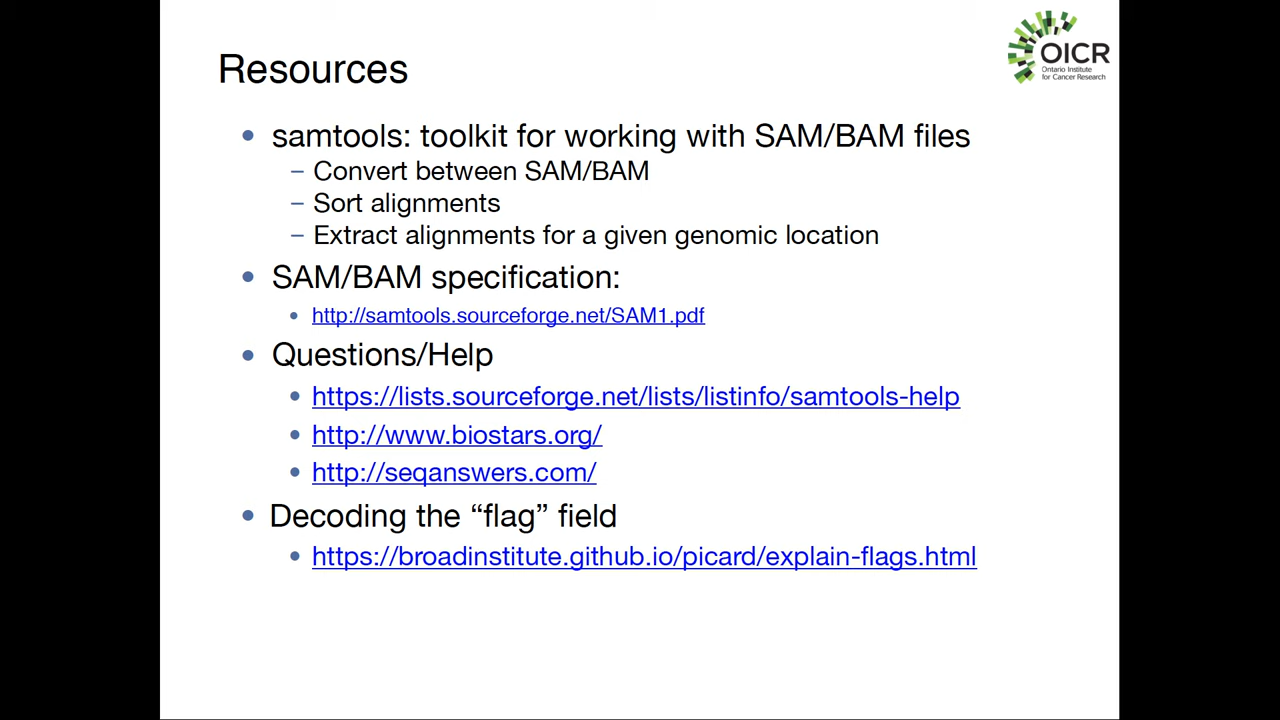 OICR
Ontario Institute
for Cancer Research
Resources
• samtools: toolkit for working with SAM/BAM files
– Convert between SAM/BAM
– Sort alignments
– Extract alignments for a given genomic location
• SAM/BAM specification:
• http://samtools.sourceforge.net/SAM1.pdf
• Questions/Help
• https://lists.sourceforge.net/lists/listinfo/samtools-help
• http://www.biostars.org/
• http://seqanswers.com/
• Decoding the “flag” field
• https://broadinstitute.github.io/picard/explain-flags.html